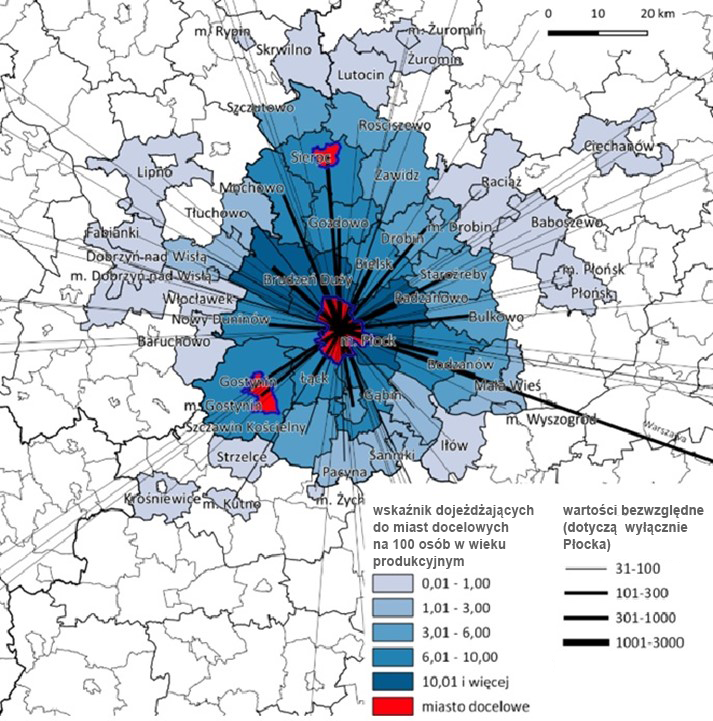 0 10 20 km
m. Rypin
m. Żuromin
Skrwilno
Żuromin
Lutocin
Szczutowo
Rościszewo
Ciechanów
Sierpc
Lipno
Zawidz
Raciąż
Mochowo
Tłuchowo
Gozdowo
m. Drobin
Baboszewo
Fabianki
Drobin
Dobrzyń nad Wisłą
Bielsk
m. Płońsk
m. Dobrzyń nad Wisłą
Brudzeń Duży
Starożreby
Płońsk
Włocławek
Radzanowo
Nowy Duninów
Bulkowo
Baruchowo
m. Płock
Bodzanów
Gostynin
Łąck
Mała Wieś
m. Gostynin
Gąbin
m. Wyszogród
Szczawin Kościelny
Warszawa
Strzelce
Sanniki
Iłów
Pacyna
Krośniewice
m. Kutno
m. Żych
wskaźnik dojeżdżających
do miast docelowych
na 100 osób w wieku
produkcyjnym
0,01 - 1,00
1,01 - 3,00
3,01 - 6,00
6,01 - 10,00
10,01 i więcej
miasto docelowe
wartości bezwzględne
(dotyczą wyłącznie
Płocka)
31-100
101-300
301-1000
1001-3000